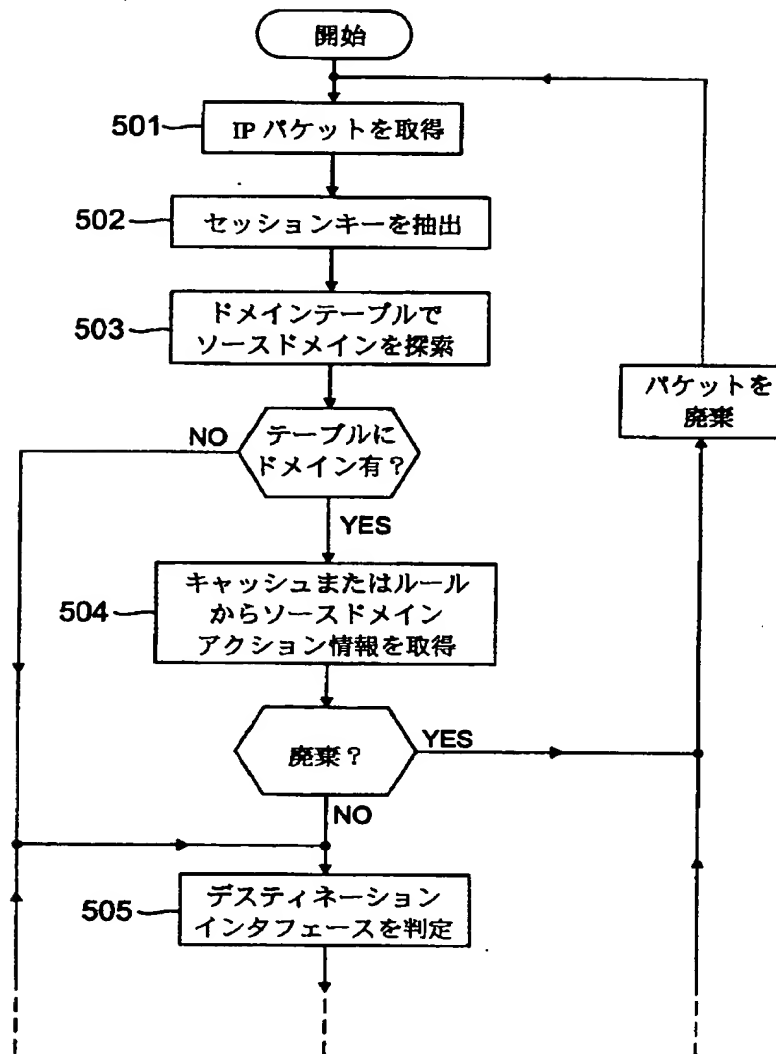 開始
501
IPパケットを取得
502
セッションキーを抽出
503
ドメインテーブルで
ソースドメインを探索
パケットを
廃棄
NO
テーブルに
ドメイン有？
YES
504
キャッシュまたはルール
からソースドメイン
アクション情報を取得
廃棄？
YES
NO
505
デスティネーション
インタフェースを判定